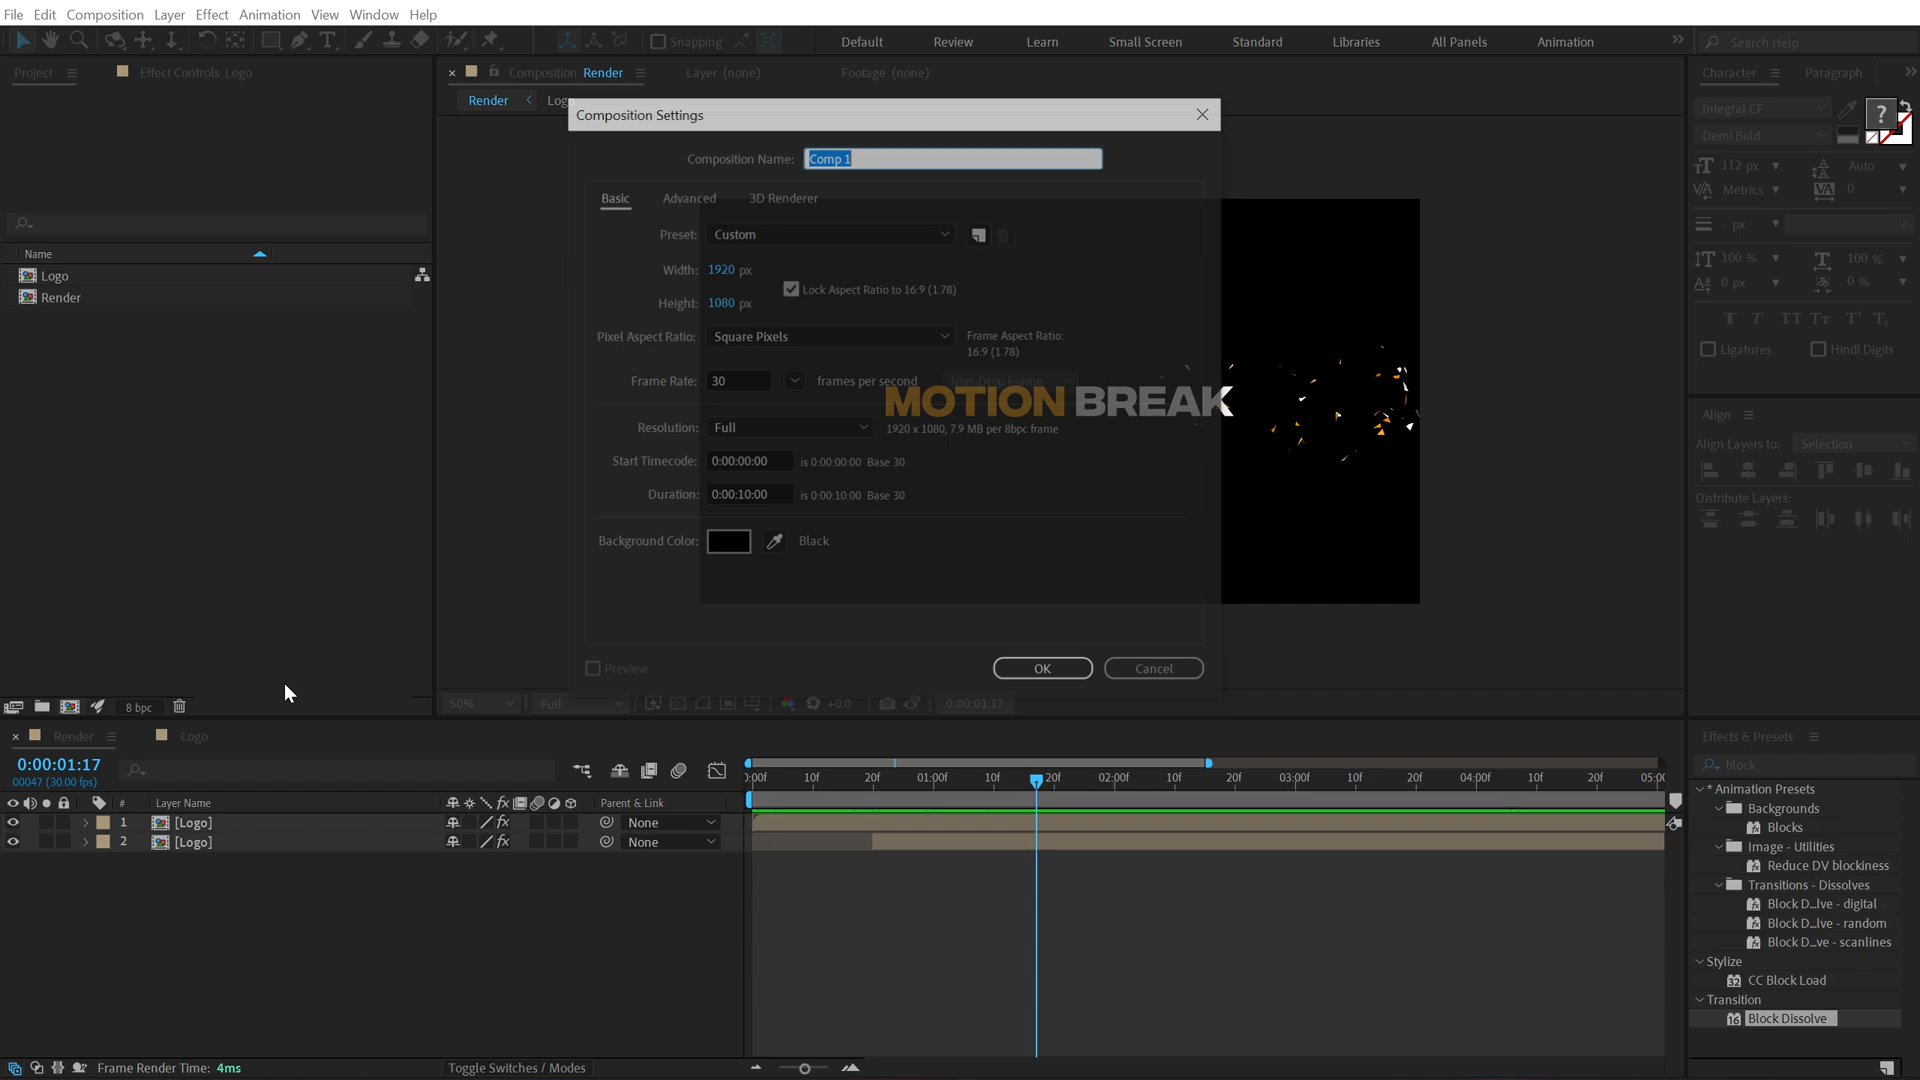 File Edit Composition Layer Effect Animation View Window Help
Snapping
Default Review Learn Small Screen Standard Libraries All Panels Animation
Search Help
Project
Effect Controls Logo
Composition Render
Layer (none)
Footage (none)
Render
Log
Character
Paragraph
Integral CF
Demi Bold
112 px
Auto
Metrics
0
- px
100 %
100 %
0 px
0 %
Ligatures
Hindi Digits
Align
Align Layers to:
Selection
Distribute Layers:
Name
Logo
Render
8 bpc
Composition Settings
Composition Name: Comp 1
Basic Advanced 3D Renderer
Preset: Custom
Width: 1920 px
Lock Aspect Ratio to 16:9 (1.78)
Height: 1080 px
Pixel Aspect Ratio: Square Pixels
Frame Aspect Ratio:
16:9 (1.78)
Frame Rate: 30 frames per second Non-Drop Frame
MOTION BREAK
Resolution: Full
1920 x 1080, 7.9 MB per 8bpc frame
Start Timecode: 0:00:00:00 is 0:00:00:00 Base 30
Duration: 0:00:10:00 is 0:00:10:00 Base 30
Background Color: Black
Preview
OK
Cancel
50%
Full
+0.0
0:00:01:17
Render
Logo
0:00:01:17
00047 (30.00 fps)
:00f 10f 20f 01:00f 10f 20f 02:00f 10f 20f 03:00f 10f 20f 04:00f 10f 20f 05:00
# Layer Name
Parent & Link
1 [Logo] None
2 [Logo] None
Frame Render Time: 4ms
Toggle Switches / Modes
Effects & Presets
block
* Animation Presets
Backgrounds
Blocks
Image - Utilities
Reduce DV blockiness
Transitions - Dissolves
Block D...lve - digital
Block D...lve - random
Block D...ve - scanlines
Stylize
CC Block Load
Transition
Block Dissolve